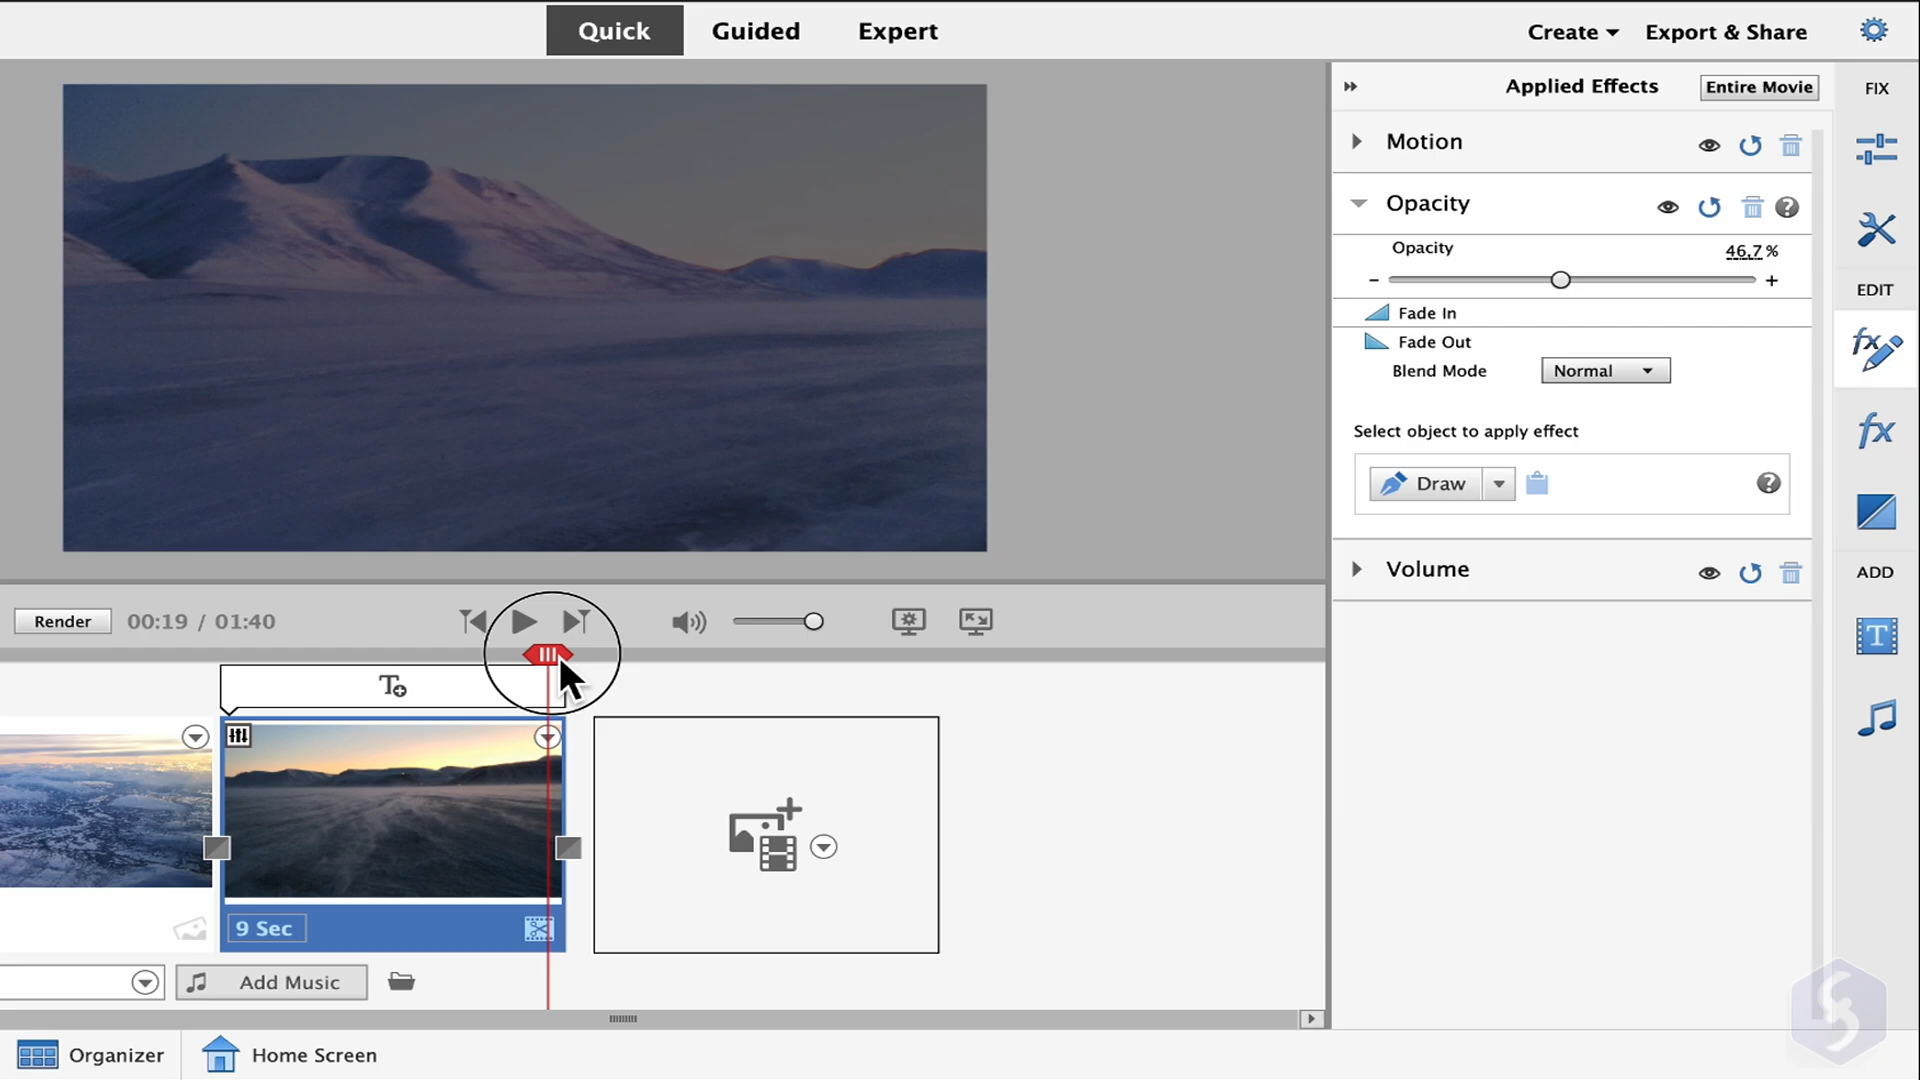 Quick Guided Expert Create Export & Share
Applied Effects Entire Movie FIX
Motion
Opacity
Opacity 46,7 %
- +
EDIT
Fade In
Fade Out
Blend Mode Normal
Select object to apply effect
Draw
Volume
ADD
Render 00:19 / 01:40
9 Sec
Add Music
Organizer Home Screen